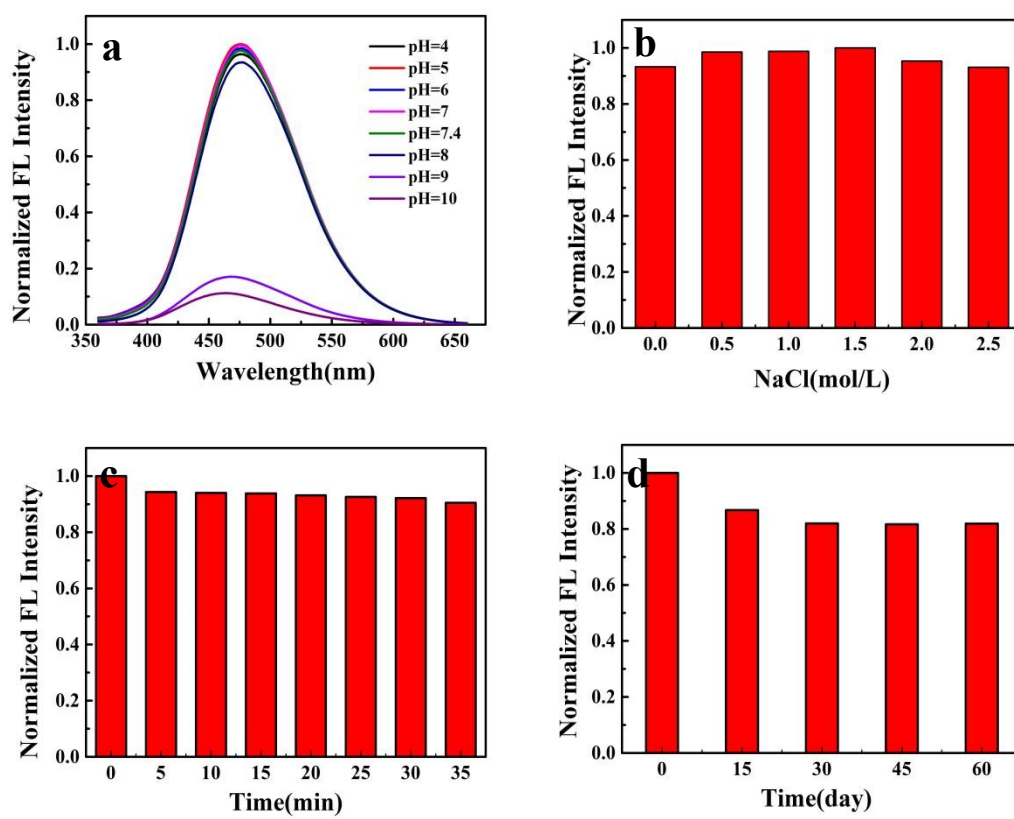 a
1.0
0.8
0.6
0.4
0.2
0.0
Normalized FL Intensity
pH=4
pH=5
pH=6
pH=7
pH=7.4
pH=8
pH=9
pH=10
350 400 450 500 550 600 650
Wavelength(nm)
b
1.0
0.8
0.6
0.4
0.2
0.0
Normalized FL Intensity
0.0 0.5 1.0 1.5 2.0 2.5
NaCl(mol/L)
c
1.0
0.8
0.6
0.4
0.2
0.0
Normalized FL Intensity
0 5 10 15 20 25 30 35
Time(min)
d
1.0
0.8
0.6
0.4
0.2
0.0
Normalized FL Intensity
0 15 30 45 60
Time(day)